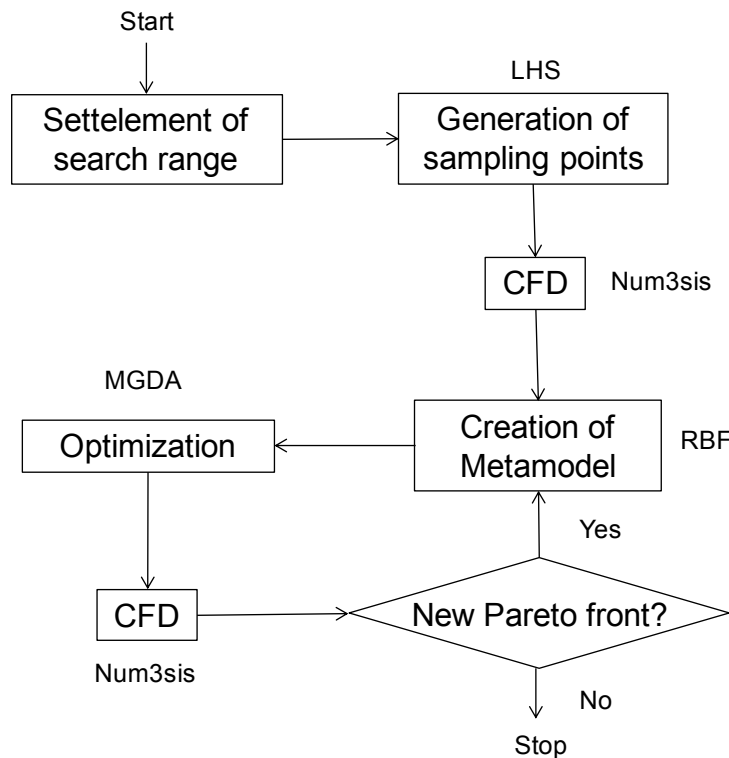 Start
LHS
Settelement of
search range
Generation of
sampling points
CFD
Num3sis
MGDA
Optimization
Creation of
Metamodel
RBF
Yes
CFD
New Pareto front?
Num3sis
No
Stop